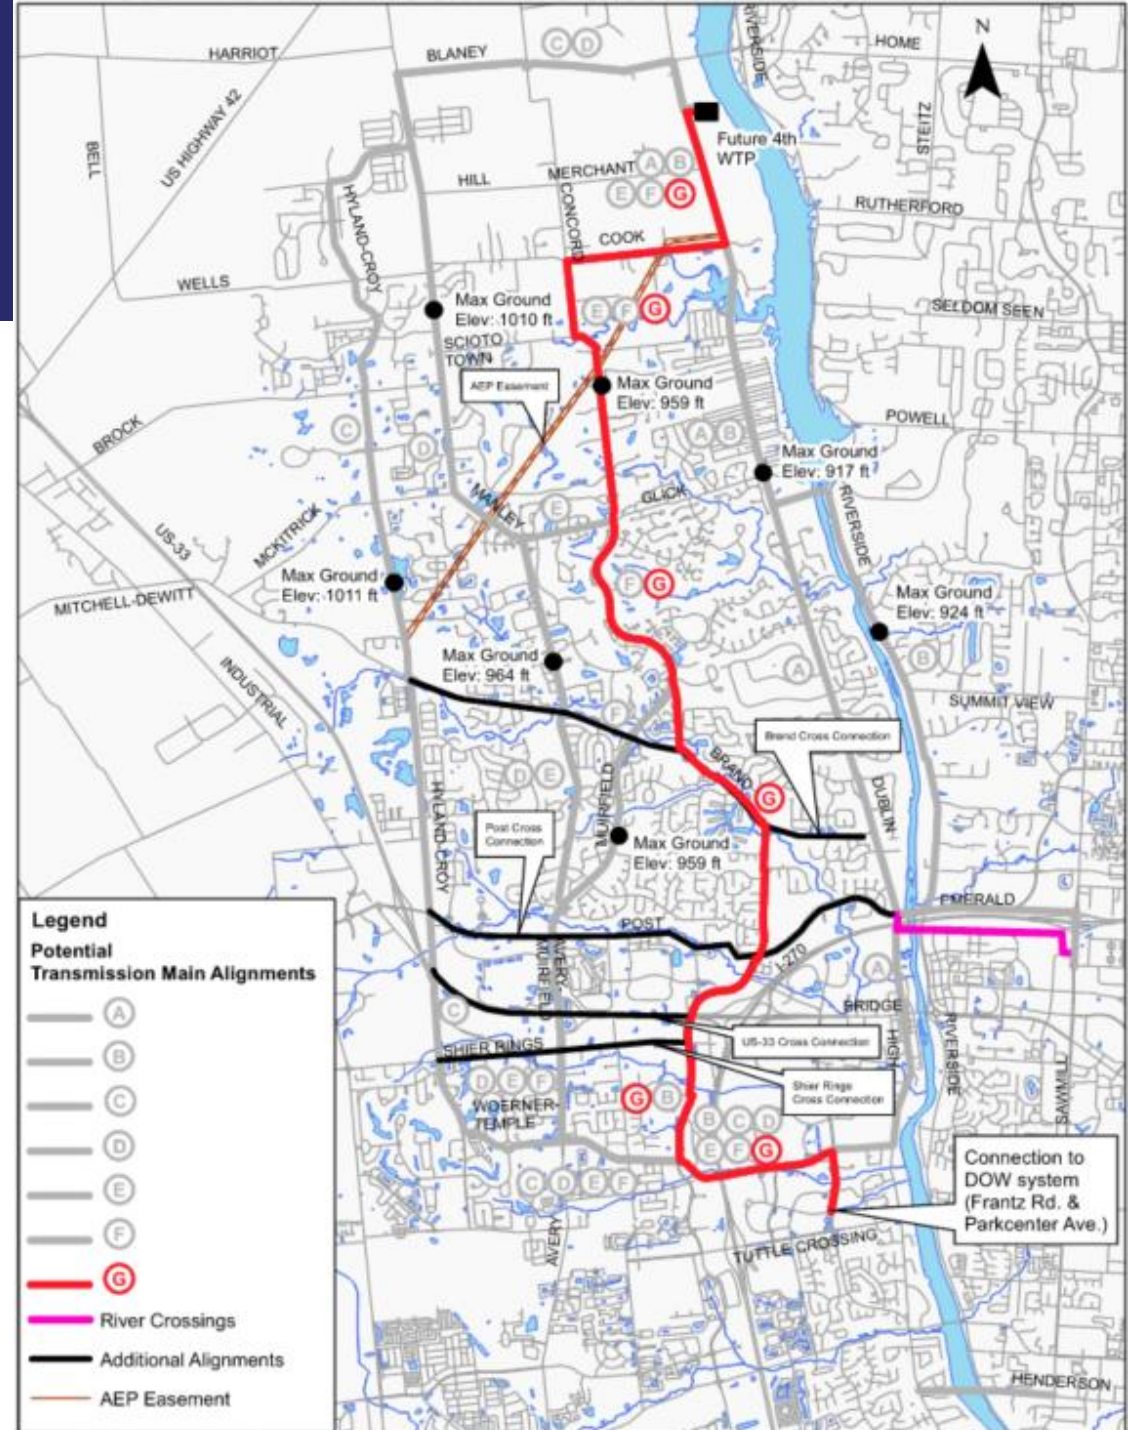 HARRIOT
BLANEY
C D
RIVERSIDE
HOME
N
BELL
US HIGHWAY 42
STEITZ
Future 4th
WTP
HILL
MERCHANT A B
E F G
HYLAND-CROY
CONCORD
RUTHERFORD
COOK
WELLS
Max Ground
Elev: 1010 ft
E F G
SELDOM SEEN
SCIOTO
TOWN
AEP Easement
Max Ground
Elev: 959 ft
BROCK
C
D
A B
POWELL
Max Ground
Elev: 917 ft
MANLEY
E
GLICK
RIVERSIDE
US-33
MCKITRICK
Max Ground
Elev: 1011 ft
F G
MITCHELL-DEWITT
Max Ground
Elev: 924 ft
Max Ground
Elev: 964 ft
A
B
INDUSTRIAL
F
SUMMIT VIEW
Brand Cross Connection
BRAND
D E
G
HYLAND-CROY
MUIRFIELD
DUBLIN
Post Cross
Connection
Max Ground
Elev: 959 ft
EMERALD
POST
AVERY-
MUIRFIELD
I-270
A
C
BRIDGE
US-33 Cross Connection
HIGH
RIVERSIDE
SHIER RINGS
Shier Rings
Cross Connection
SAWMILL
D E F
G B
WOERNER-
TEMPLE
B C D
E F G
Connection to
DOW system
(Frantz Rd. &
Parkcenter Ave.)
C D E F
AVERY
TUTTLE CROSSING
HENDERSON
Legend
Potential
Transmission Main Alignments
A
B
C
D
E
F
G
River Crossings
Additional Alignments
AEP Easement